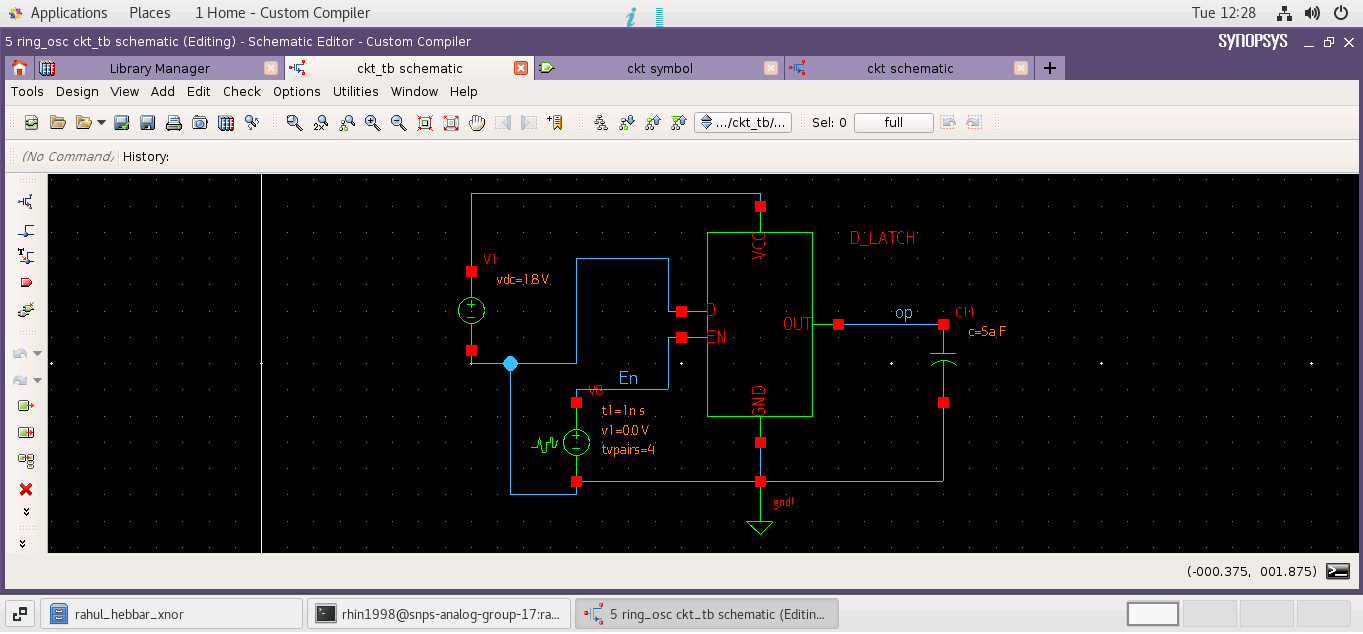 Applications Places 1 Home - Custom Compiler Tue 12:28
5 ring_osc ckt_tb schematic (Editing) - Schematic Editor - Custom Compiler SYNOPSYS
Library Manager ckt_tb schematic ckt symbol ckt schematic
Tools Design View Add Edit Check Options Utilities Window Help
.../ckt_tb/... Sel: 0 full
(No Command) History:
VCC
D_LATCH
V1
vdc=1.8 V
D
OUT
op
C11
c=5a F
EN
En
V8
GND
t1=1n s
v1=0.0 V
tvpairs=4
gnd!
(-000.375, 001.875)
rahul_hebbar_xnor rhin1998@snps-analog-group-17:ra... 5 ring_osc ckt_tb schematic (Editin...